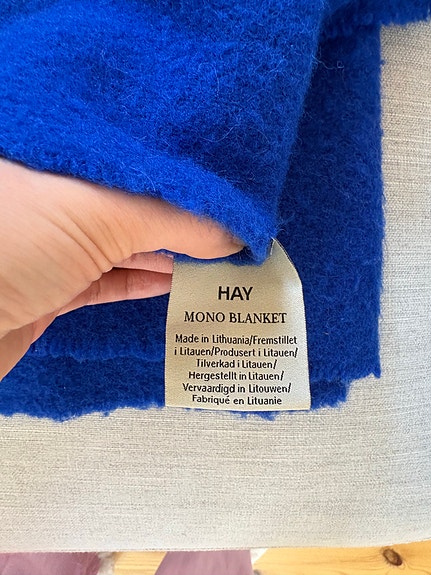 HAY
MONO BLANKET
Made in Lithuania/Fremstillet
i Litauen/Produsert i Litauen/
Tilverkad i Litauen/
Hergestellt in Litauen/
Vervaardigd in Litouwen/
Fabriqué en Lituanie